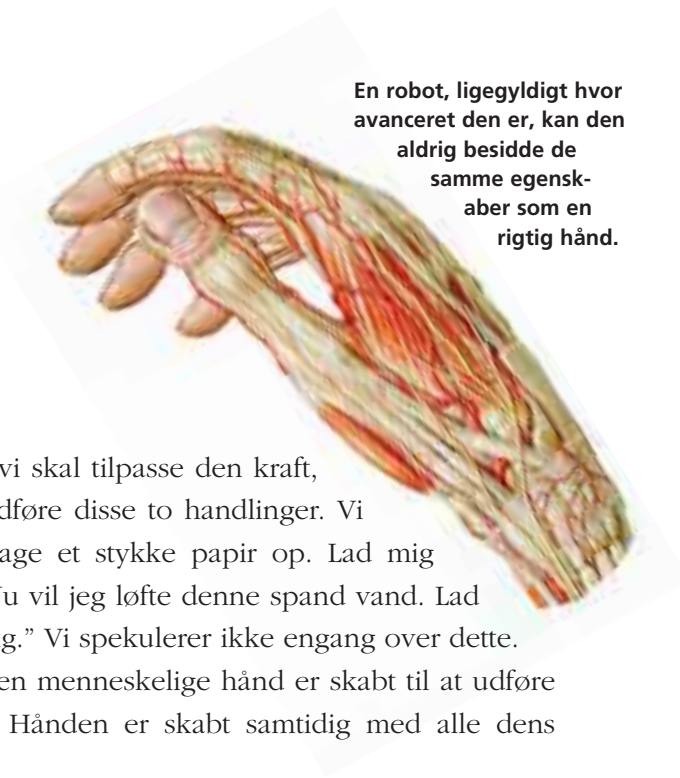 En robot, ligegyldigt hvor
avanceret den er, kan den
aldrig besidde de
samme egensk-
aber som en
rigtig hånd.
vi skal tilpasse den kraft,
dføre disse to handlinger. Vi
age et stykke papir op. Lad mig
u vil jeg løfte denne spand vand. Lad
g.” Vi spekulerer ikke engang over dette.
en menneskelige hånd er skabt til at udføre
Hånden er skabt samtidig med alle dens